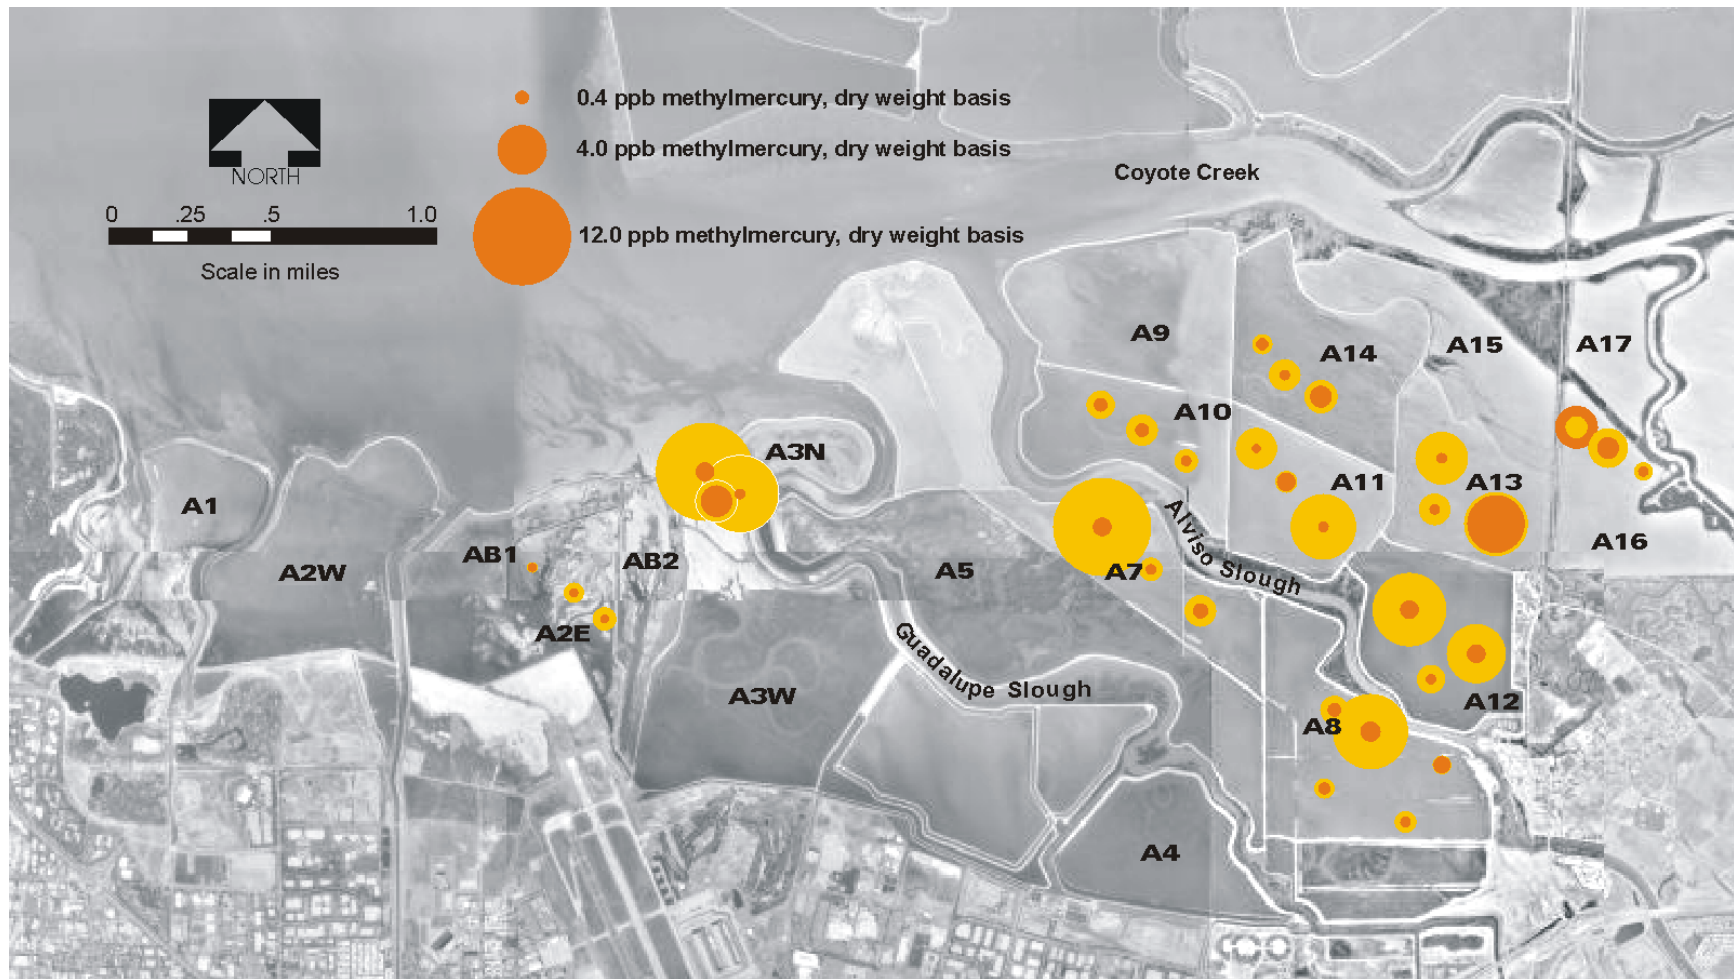 0.4 ppb methylmercury, dry weight basis
4.0 ppb methylmercury, dry weight basis
12.0 ppb methylmercury, dry weight basis
NORTH
0 .25 .5 1.0
Scale in miles
Coyote Creek
A9
A14
A15
A17
A10
A3N
A1
A11
A13
A16
AB1
AB2
A2W
A5
A7
Alviso Slough
A2E
Guadalupe Slough
A3W
A12
A8
A4